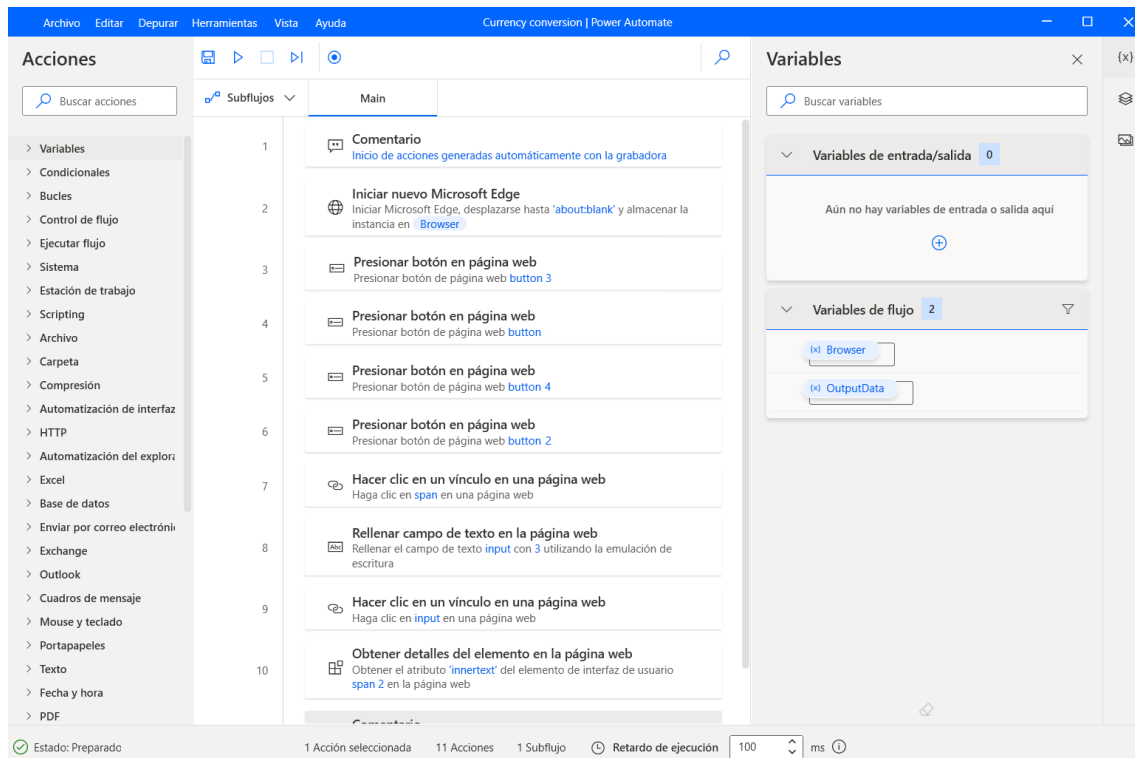 Archivo Editar Depurar Herramientas Vista Ayuda Currency conversion | Power Automate
Acciones
Buscar acciones
Variables
Condicionales
Bucles
Control de flujo
Ejecutar flujo
Sistema
Estación de trabajo
Scripting
Archivo
Carpeta
Compresión
Automatización de interfaz
HTTP
Automatización del explora
Excel
Base de datos
Enviar por correo electróni
Exchange
Outlook
Cuadros de mensaje
Mouse y teclado
Portapapeles
Texto
Fecha y hora
PDF
Subflujos Main
1 Comentario
Inicio de acciones generadas automáticamente con la grabadora
2 Iniciar nuevo Microsoft Edge
Iniciar Microsoft Edge, desplazarse hasta 'about:blank' y almacenar la
instancia en Browser
3 Presionar botón en página web
Presionar botón de página web button 3
4 Presionar botón en página web
Presionar botón de página web button
5 Presionar botón en página web
Presionar botón de página web button 4
6 Presionar botón en página web
Presionar botón de página web button 2
7 Hacer clic en un vínculo en una página web
Haga clic en span en una página web
8 Rellenar campo de texto en la página web
Rellenar el campo de texto input con 3 utilizando la emulación de
escritura
9 Hacer clic en un vínculo en una página web
Haga clic en input en una página web
10 Obtener detalles del elemento en la página web
Obtener el atributo 'innertext' del elemento de interfaz de usuario
span 2 en la página web
Comentario
Variables
{x}
Buscar variables
Variables de entrada/salida 0
Aún no hay variables de entrada o salida aquí
Variables de flujo 2
(x) Browser
(x) OutputData
Estado: Preparado 1 Acción seleccionada 11 Acciones 1 Subflujo Retardo de ejecución 100 ms